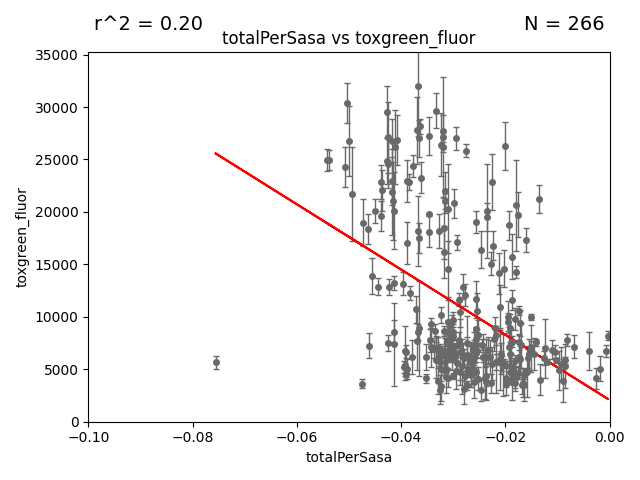 r^2 = 0.20
N = 266
totalPerSasa vs toxgreen_fluor
35000
30000
25000
20000
15000
10000
5000
0
toxgreen_fluor
−0.10
−0.08
−0.06
−0.04
−0.02
0.00
totalPerSasa